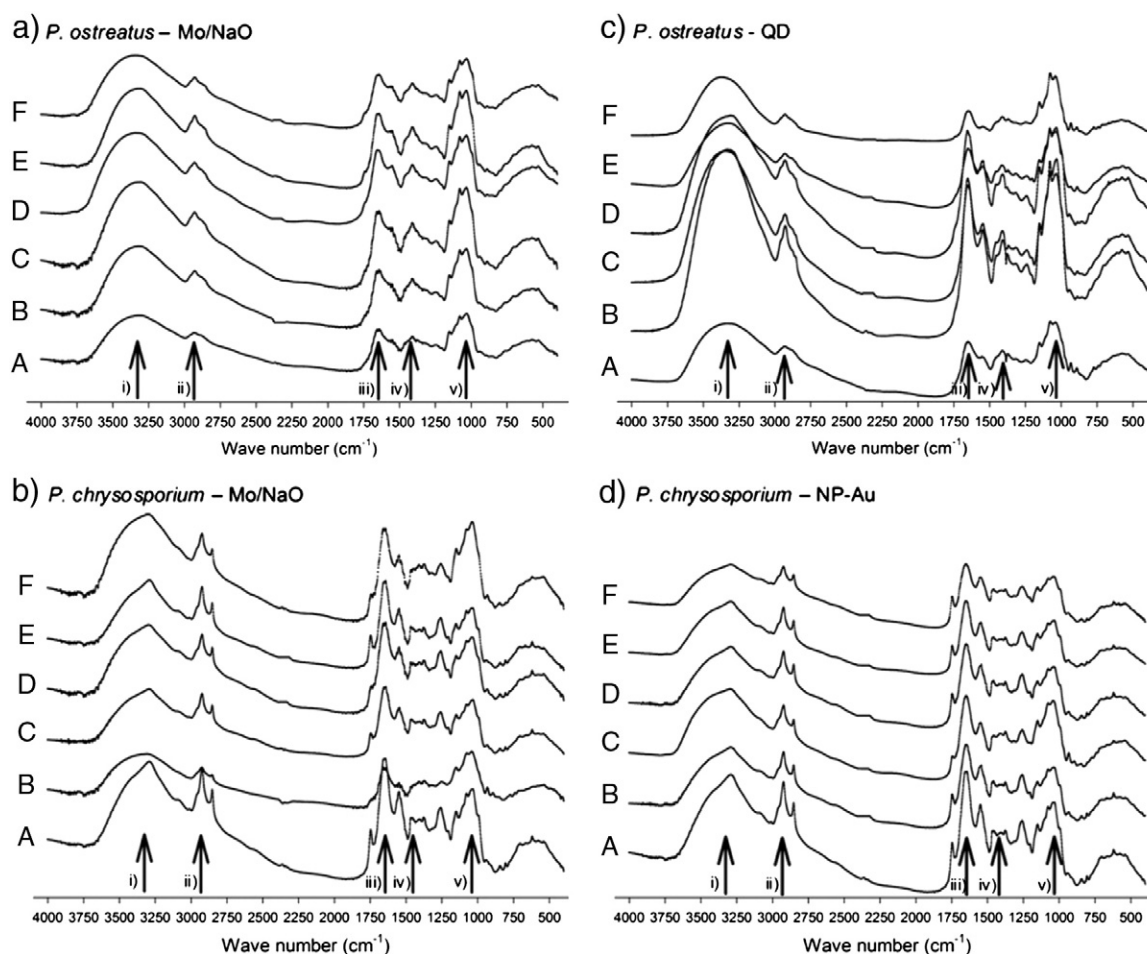 a) P. ostreatus – Mo/NaO
F
E
D
C
B
A
i) ii) iii) iv) v)
4000 3750 3500 3250 3000 2750 2500 2250 2000 1750 1500 1250 1000 750 500
Wave number (cm-1)
c) P. ostreatus - QD
F
E
D
C
B
A
i) ii) iii) iv) v)
4000 3750 3500 3250 3000 2750 2500 2250 2000 1750 1500 1250 1000 750 500
Wave number (cm-1)
b) P. chrysosporium – Mo/NaO
F
E
D
C
B
A
i) ii) iii) iv) v)
4000 3750 3500 3250 3000 2750 2500 2250 2000 1750 1500 1250 1000 750 500
Wave number (cm-1)
d) P. chrysosporium – NP-Au
F
E
D
C
B
A
i) ii) iii) iv) v)
4000 3750 3500 3250 3000 2750 2500 2250 2000 1750 1500 1250 1000 750 500
Wave number (cm-1)